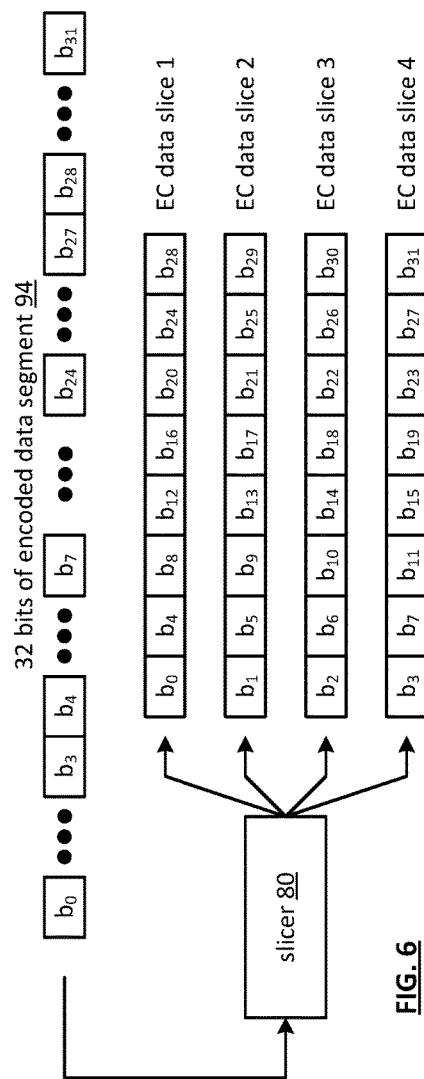 32 bits of encoded data segment 94
b0 ●●● b3 b4 ●●● b7 ●●● b24 ●●● b27 b28 ●●● b31
b0 b4 b8 b12 b16 b20 b24 b28 EC data slice 1
b1 b5 b9 b13 b17 b21 b25 b29 EC data slice 2
b2 b6 b10 b14 b18 b22 b26 b30 EC data slice 3
b3 b7 b11 b15 b19 b23 b27 b31 EC data slice 4
slicer 80
FIG. 6